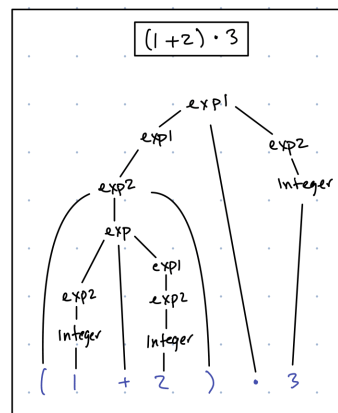 (1+2) · 3
exp1
exp1
exp2
exp2
Integer
exp
exp1
exp2
exp2
Integer
Integer
( 1 + 2 ) · 3